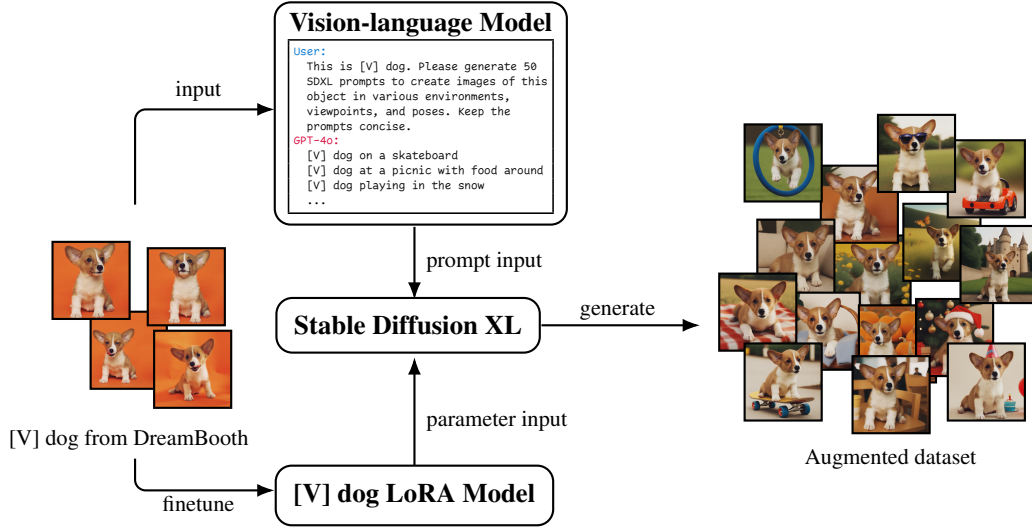 Vision-language Model
User:
This is [V] dog. Please generate 50
SDXL prompts to create images of this
object in various environments,
viewpoints, and poses. Keep the
prompts concise.
GPT-4o:
[V] dog on a skateboard
[V] dog at a picnic with food around
[V] dog playing in the snow
...
input
prompt input
Stable Diffusion XL
generate
parameter input
[V] dog from DreamBooth
finetune
[V] dog LoRA Model
Augmented dataset